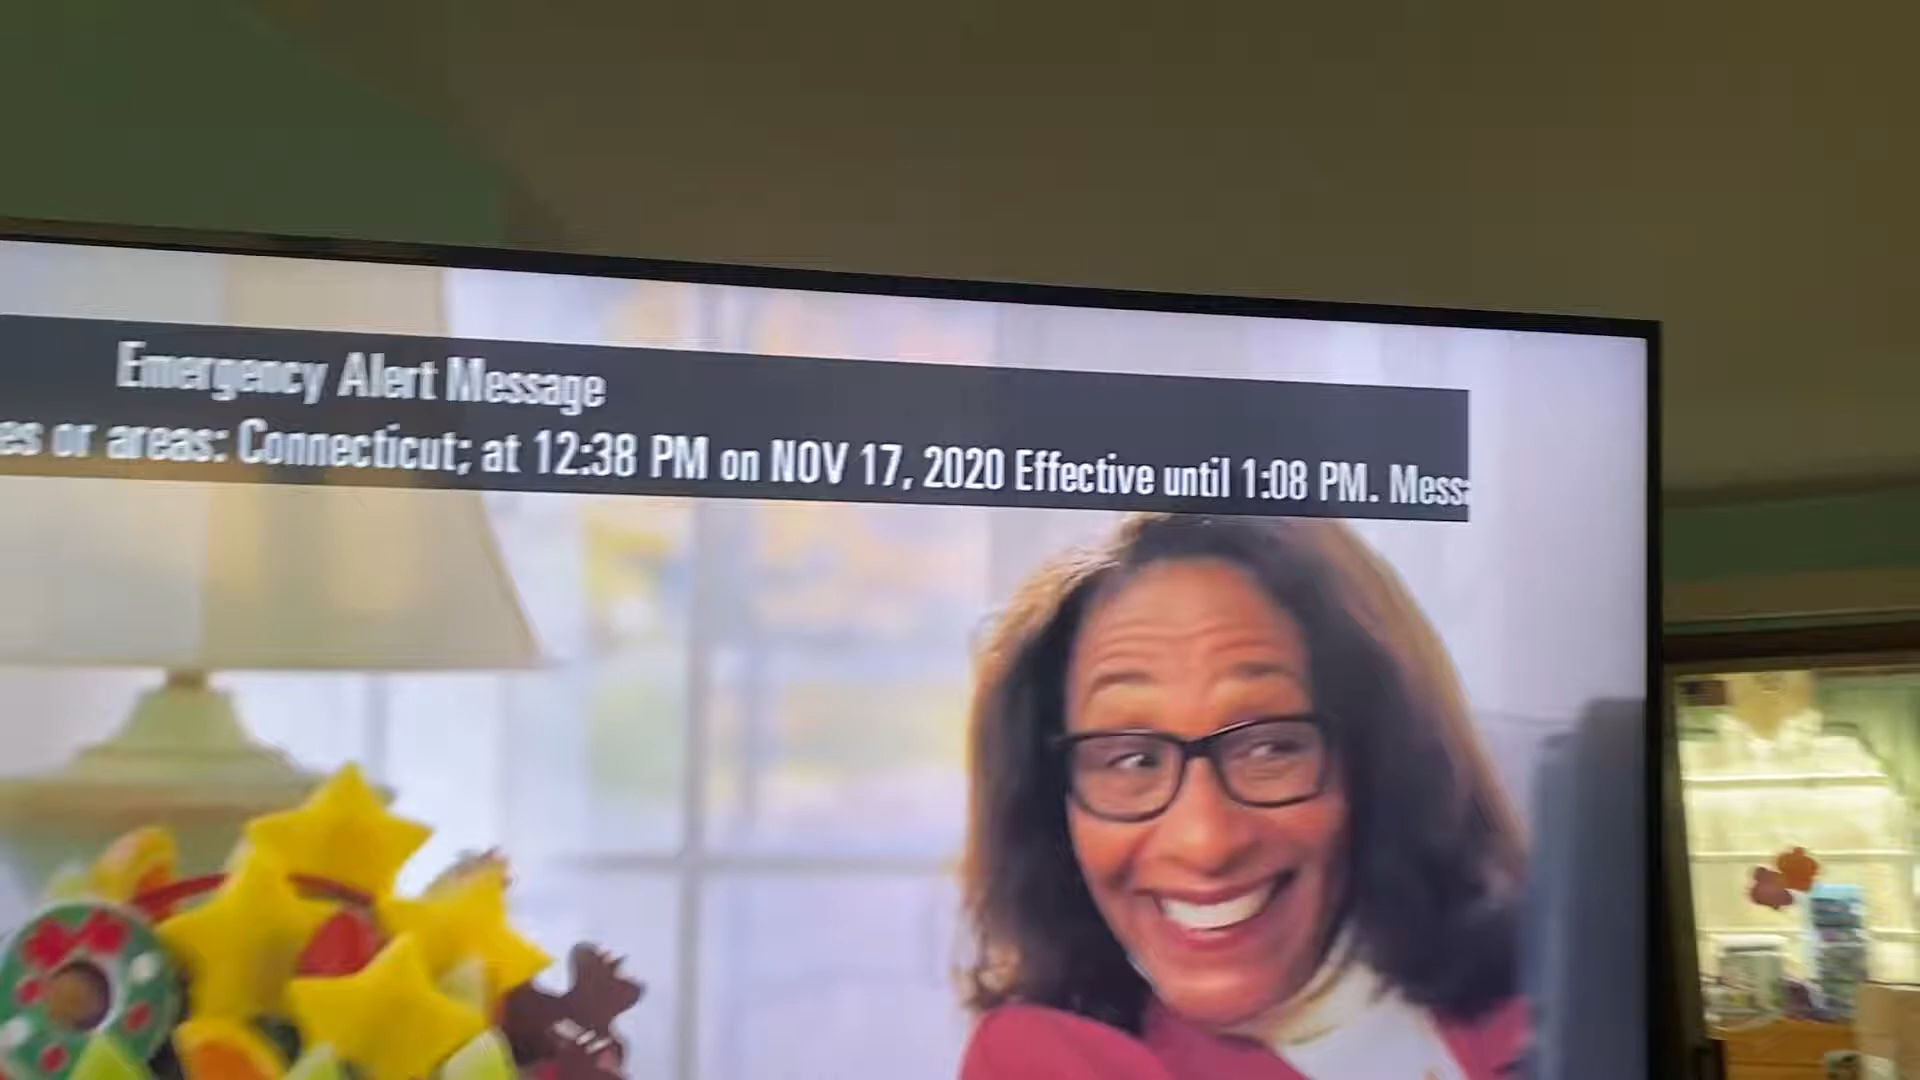 Emergency Alert Message
es or areas: Connecticut; at 12:38 PM on NOV 17, 2020 Effective until 1:08 PM. Mess